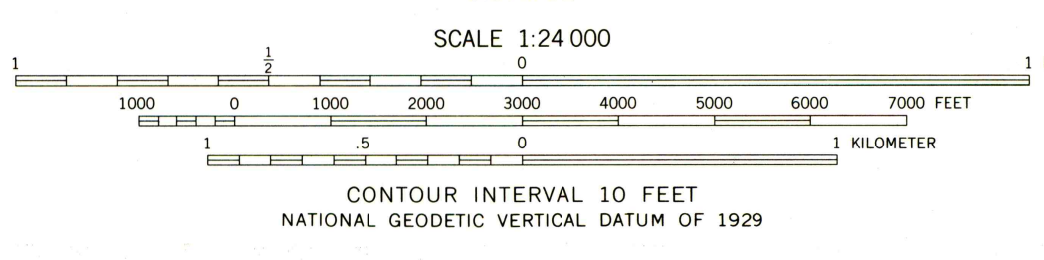 SCALE 1:24 000
1 1/2 0 1
1000 0 1000 2000 3000 4000 5000 6000 7000 FEET
1 .5 0 1 KILOMETER
CONTOUR INTERVAL 10 FEET
NATIONAL GEODETIC VERTICAL DATUM OF 1929